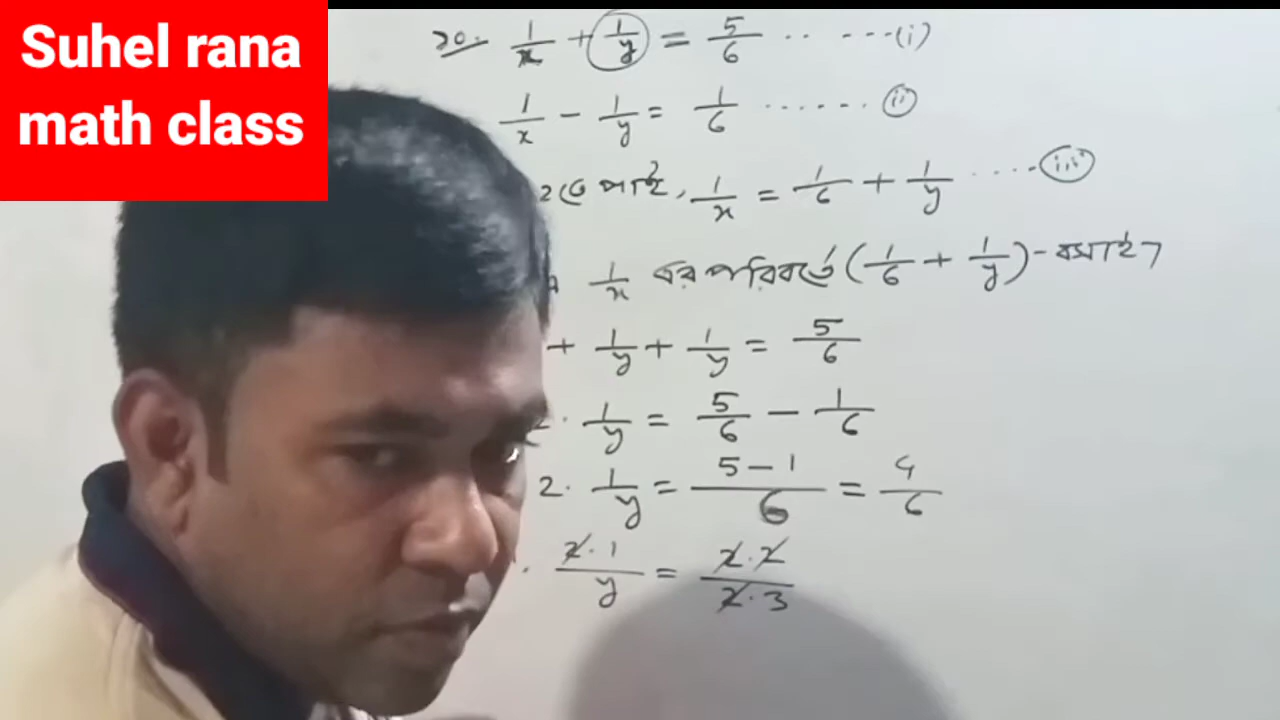 Suhel rana
math class
১০. 1/x + 1/y = 5/6 .. ---(i)
1/x - 1/y = 1/6 ...... (ii)
হতে পাই, 1/x = 1/6 + 1/y .... (iii)
1/x এর পরিবর্তে (1/6 + 1/y) - বসাই,
+ 1/y + 1/y = 5/6
2. 1/y = 5/6 - 1/6
2. 1/y = 5-1/6 = 4/6
2.1/y = 2.2/2.3